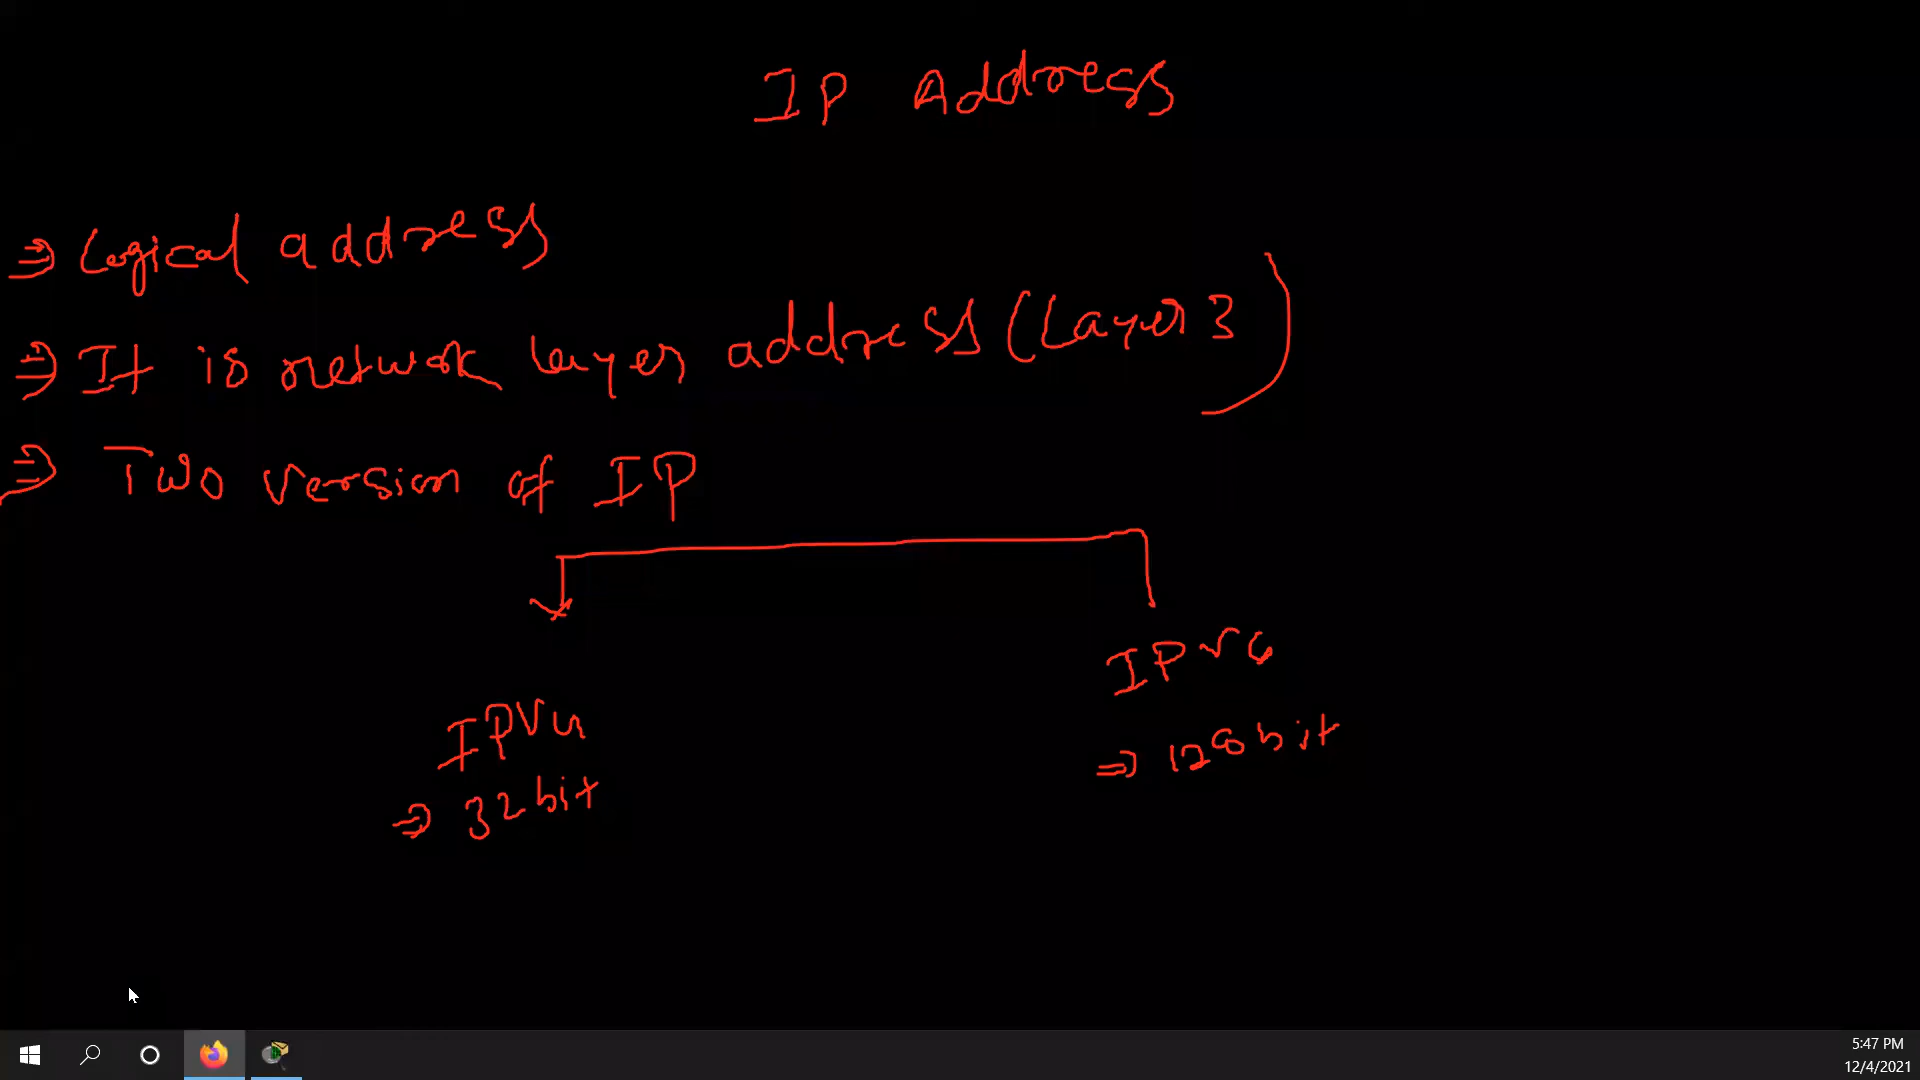 IP Address
⇒ Logical address
⇒ It is network layer address (Layer 3)
⇒ Two version of IP
IPV6
⇒ 128 bit
IPV4
⇒ 32 bit
5:47 PM
12/4/2021